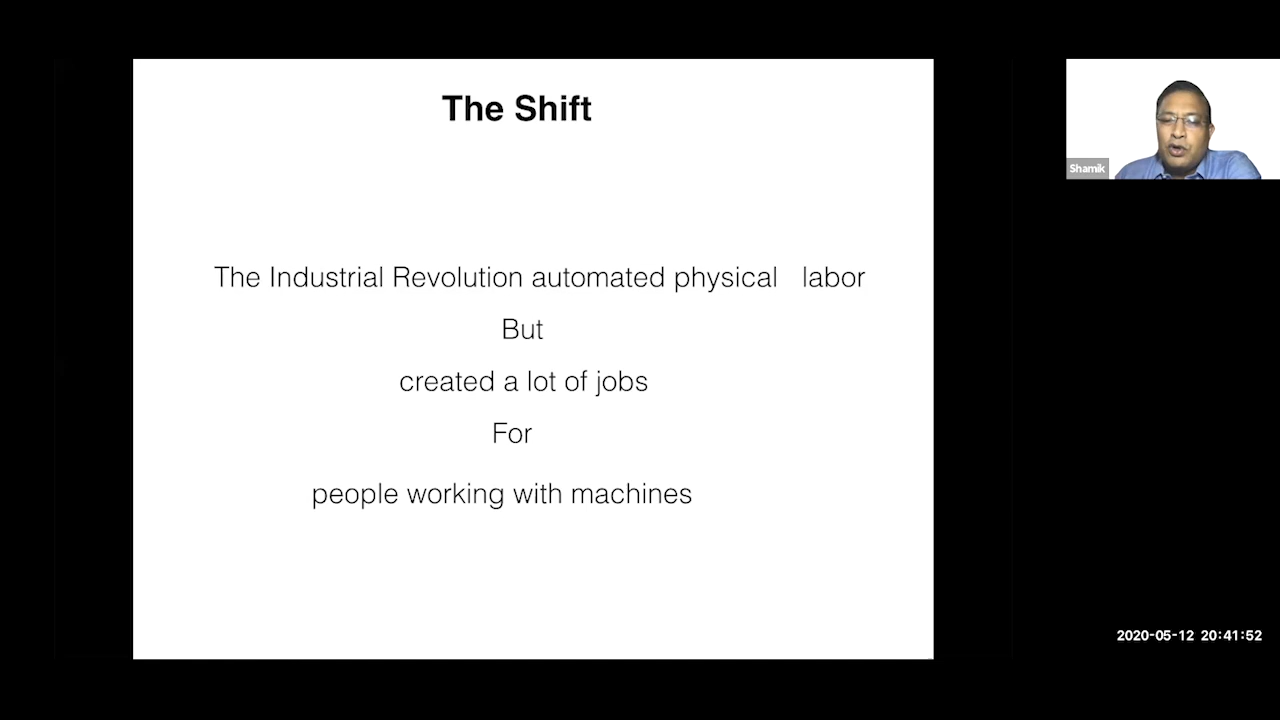 The Shift
The Industrial Revolution automated physical labor
But
created a lot of jobs
For
people working with machines
Shamik
2020-05-12 20:41:52